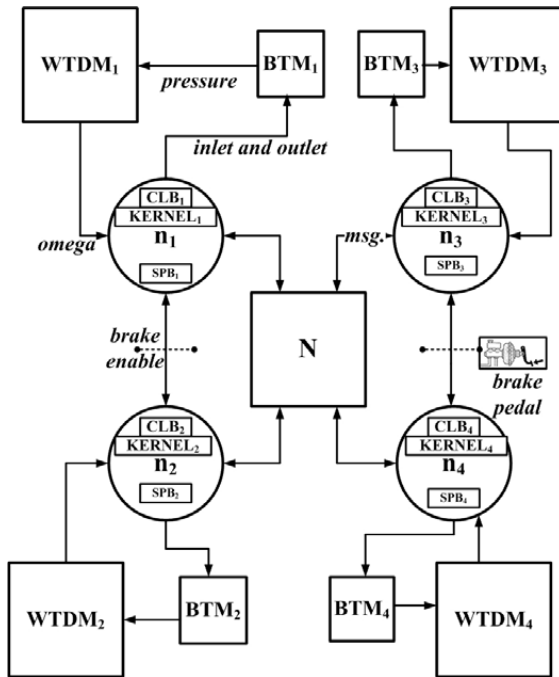 WTDM₁
BTM₁
BTM₃
WTDM₃
pressure
inlet and outlet
CLB₁
KERNEL₁
n₁
SPB₁
omega
CLB₃
KERNEL₃
n₃
SPB₃
msg.
brake
enable
N
brake
pedal
CLB₂
KERNEL₂
n₂
SPB₂
CLB₄
KERNEL₄
n₄
SPB₄
WTDM₂
BTM₂
BTM₄
WTDM₄